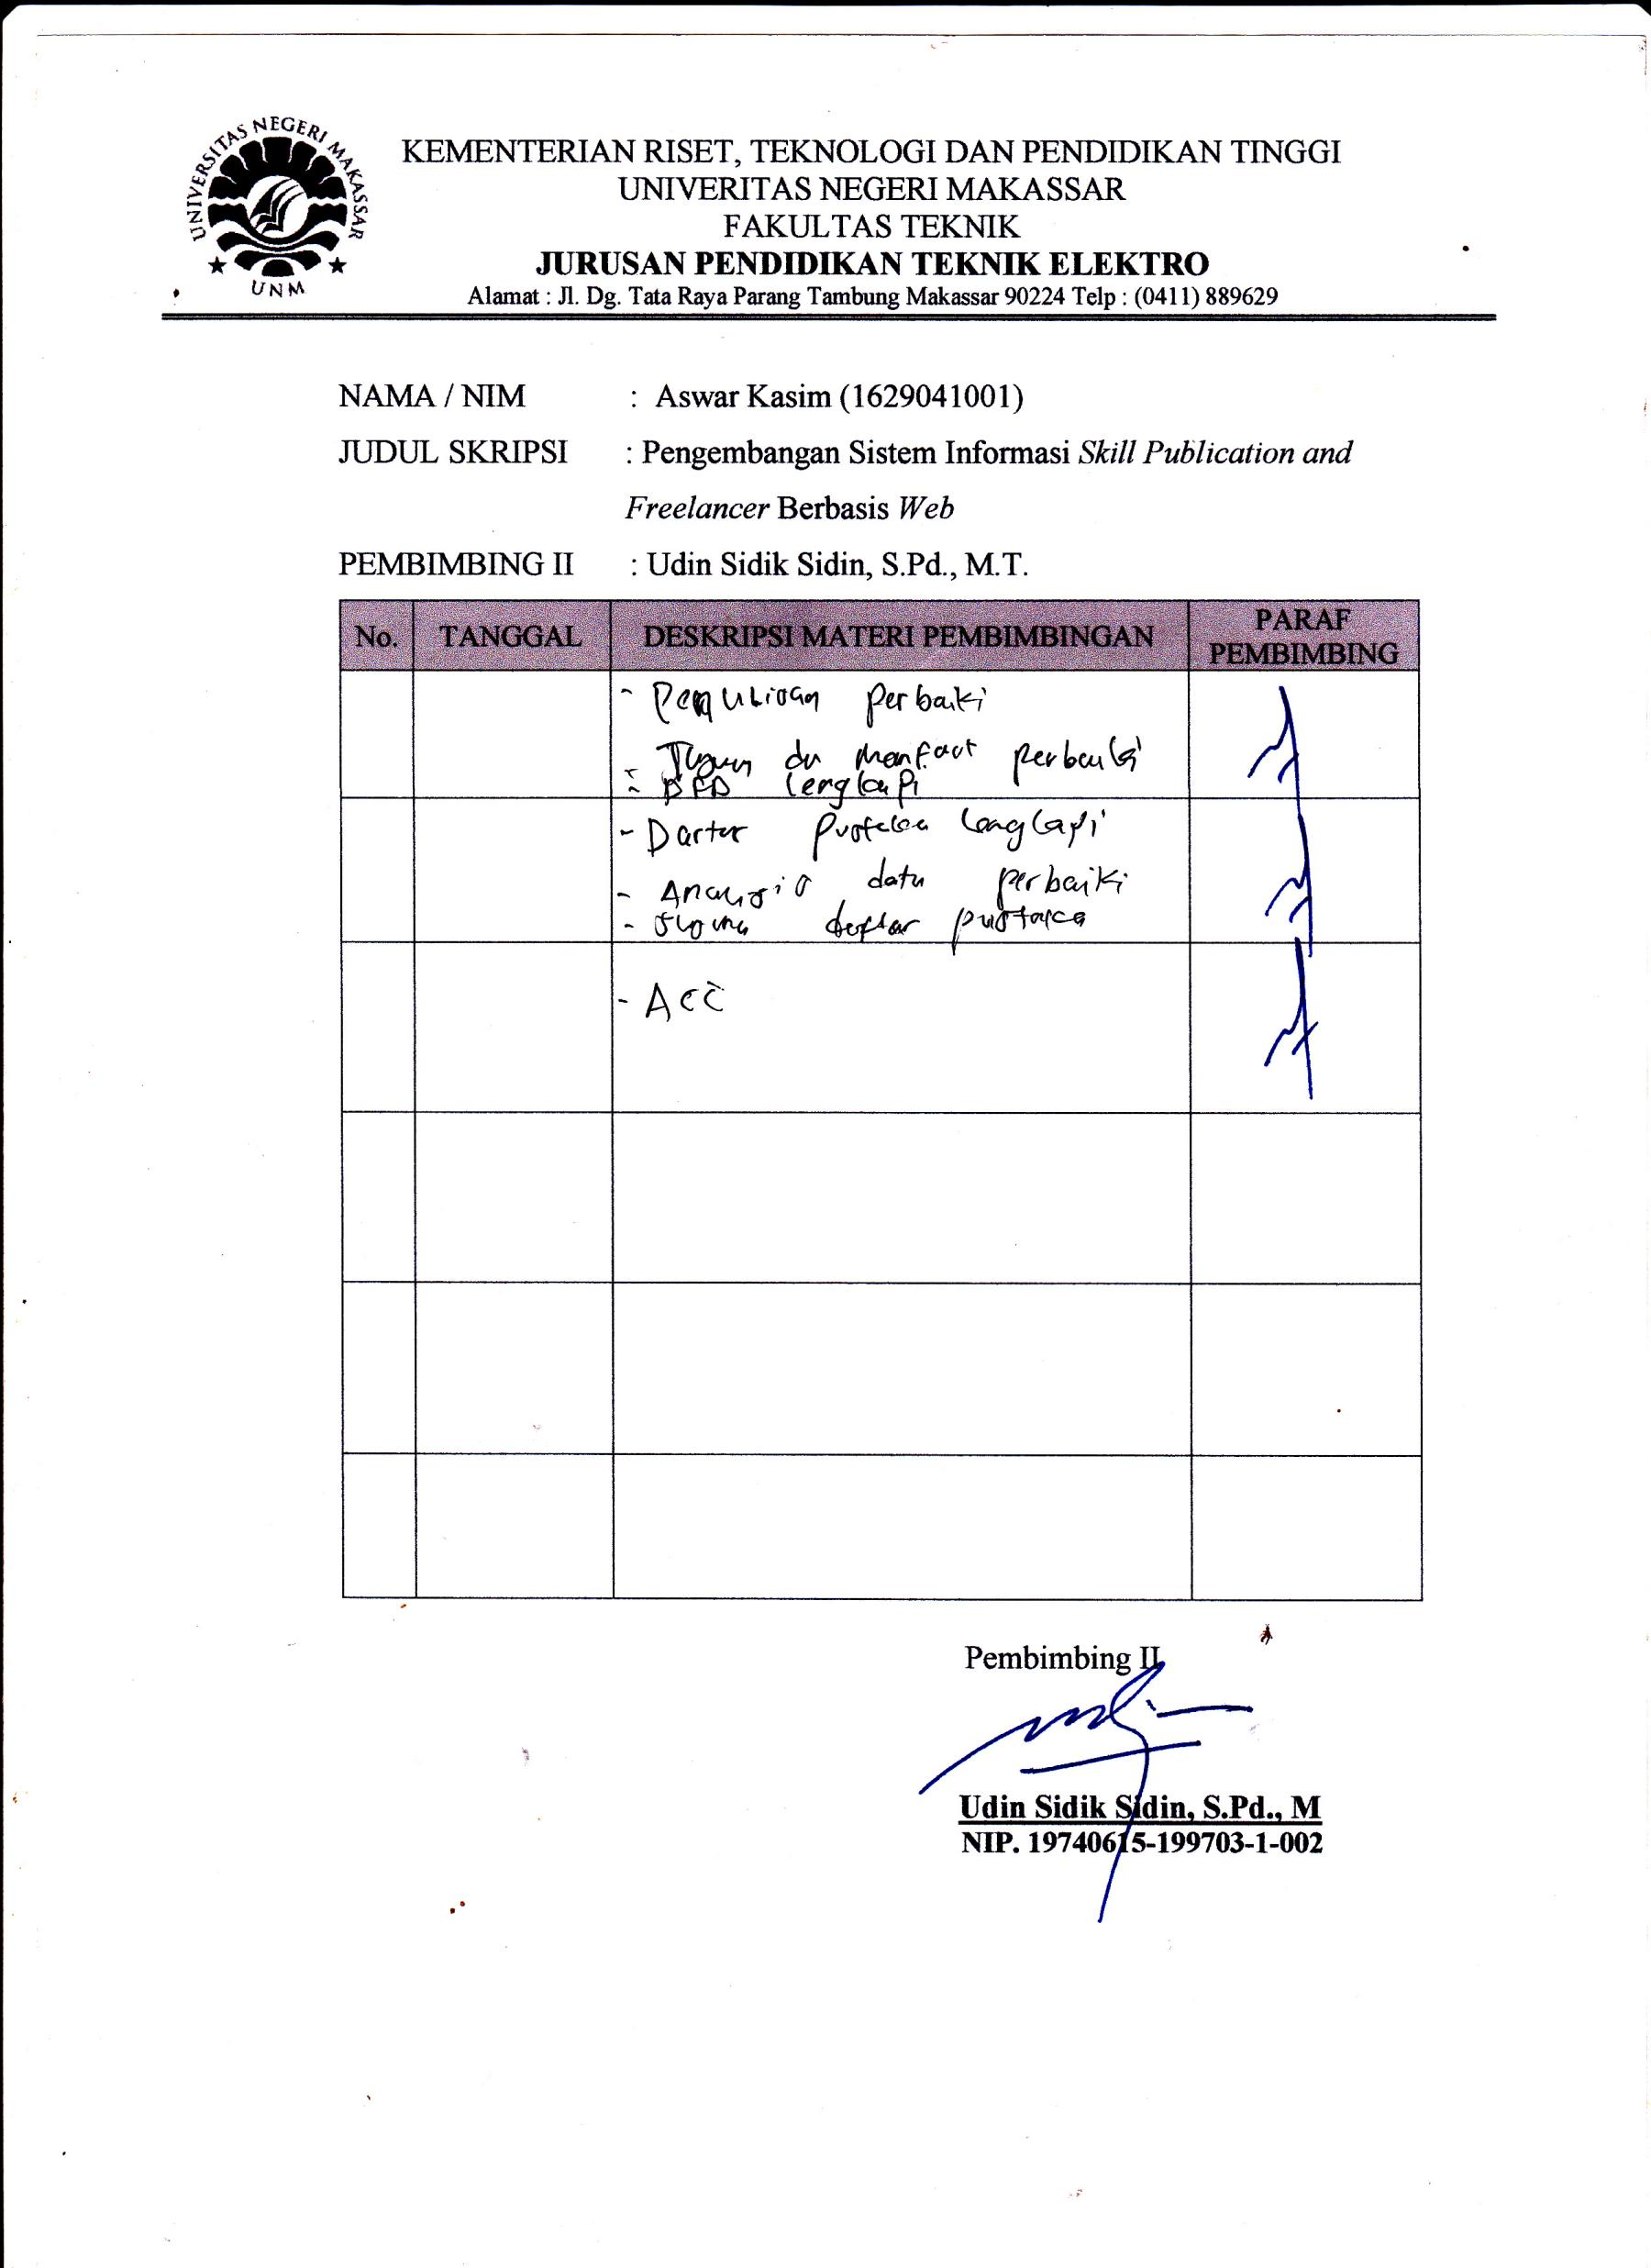 UNIVERSITAS NEGERI MAKASSAR
UNM
KEMENTERIAN RISET, TEKNOLOGI DAN PENDIDIKAN TINGGI
UNIVERITAS NEGERI MAKASSAR
FAKULTAS TEKNIK
JURUSAN PENDIDIKAN TEKNIK ELEKTRO
Alamat : Jl. Dg. Tata Raya Parang Tambung Makassar 90224 Telp : (0411) 889629
NAMA / NIM : Aswar Kasim (1629041001)
JUDUL SKRIPSI : Pengembangan Sistem Informasi Skill Publication and
Freelancer Berbasis Web
PEMBIMBING II : Udin Sidik Sidin, S.Pd., M.T.
No. TANGGAL DESKRIPSI MATERI PEMBIMBINGAN PARAF PEMBIMBING
- perbaiki
- Tujuan dn manfaat perbaiki
- DFD lengkapi
- Daftar pustaka lengkapi
- Analisis data perbaiki
- daftar pustaka
- ACC
Pembimbing II
Udin Sidik Sidin, S.Pd., M
NIP. 19740615-199703-1-002